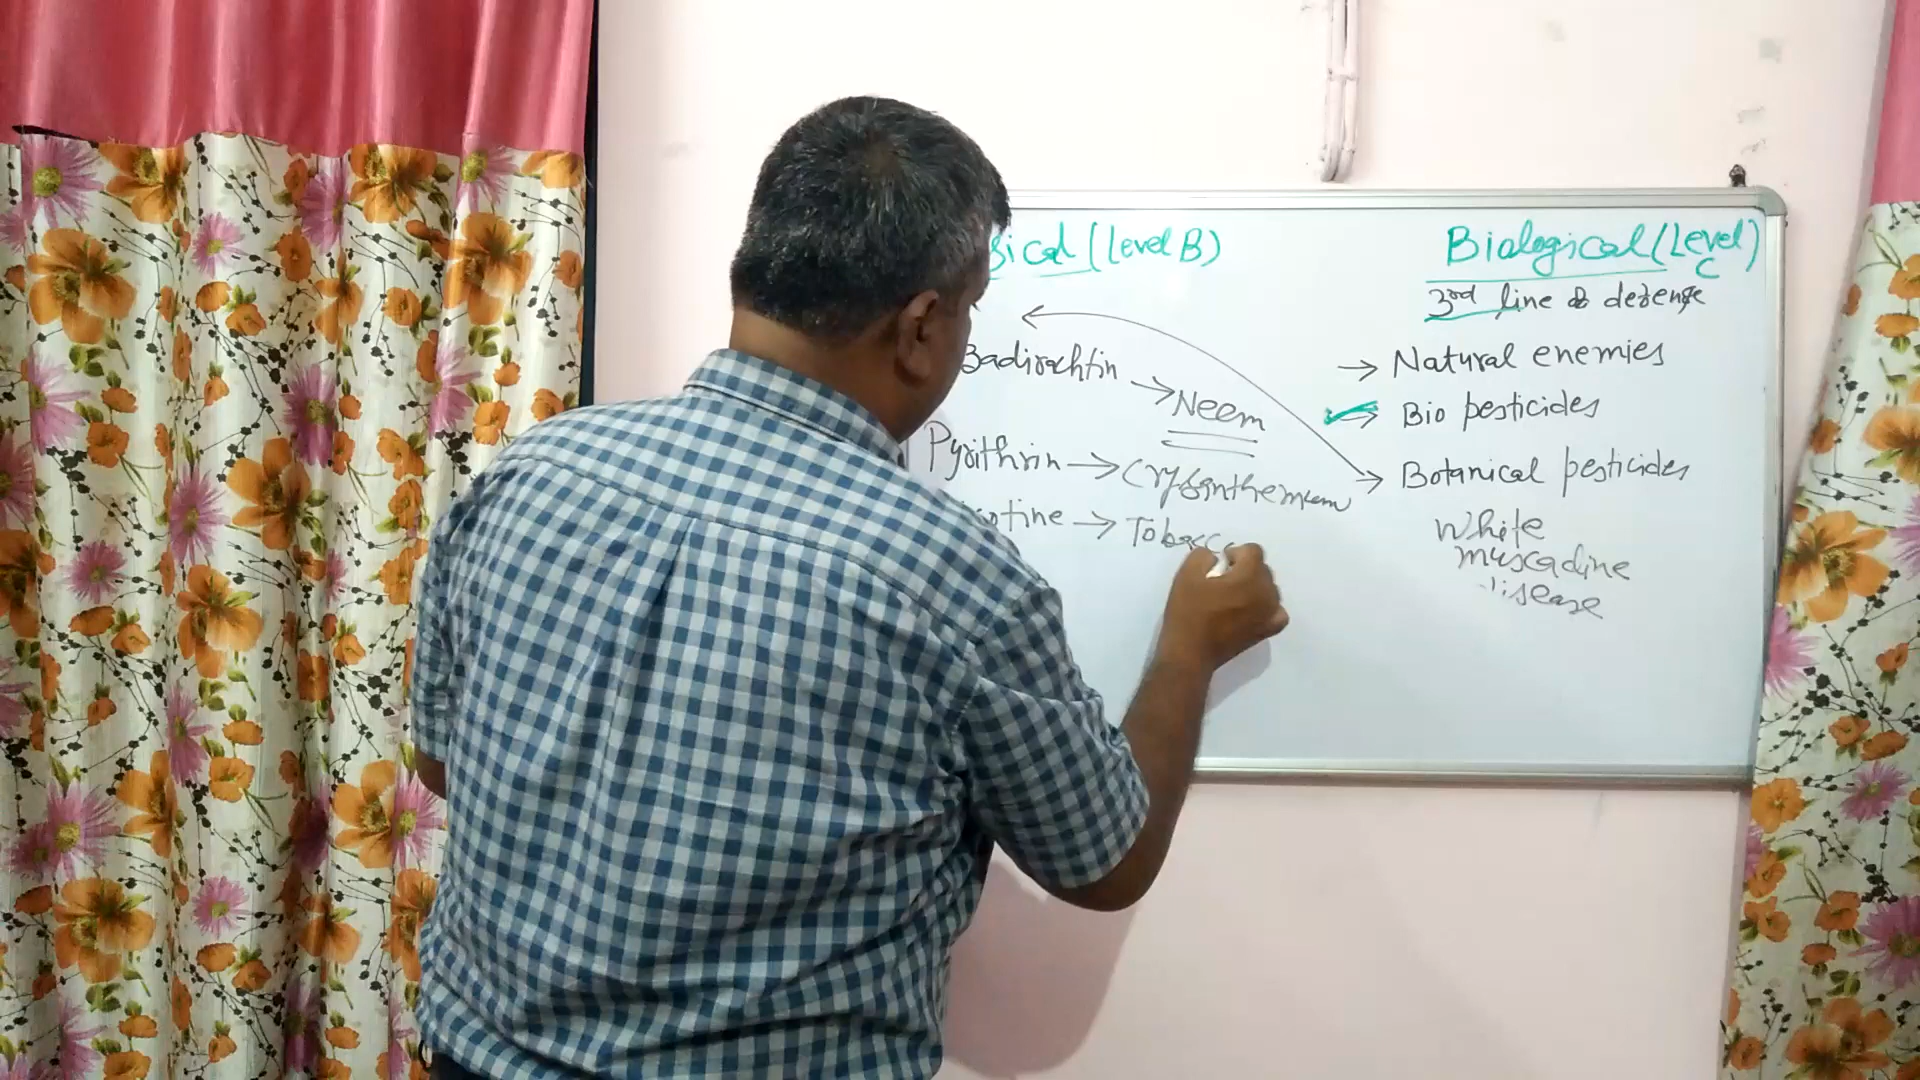 sical (Level B)
Badirachtin → Neem
Pyrithrin → Crysanthemum
otine → Tobacc
Biological (Level C)
3rd line of defense
→ Natural enemies
→ Bio pesticides
→ Botanical pesticides
White
muscadine
disease